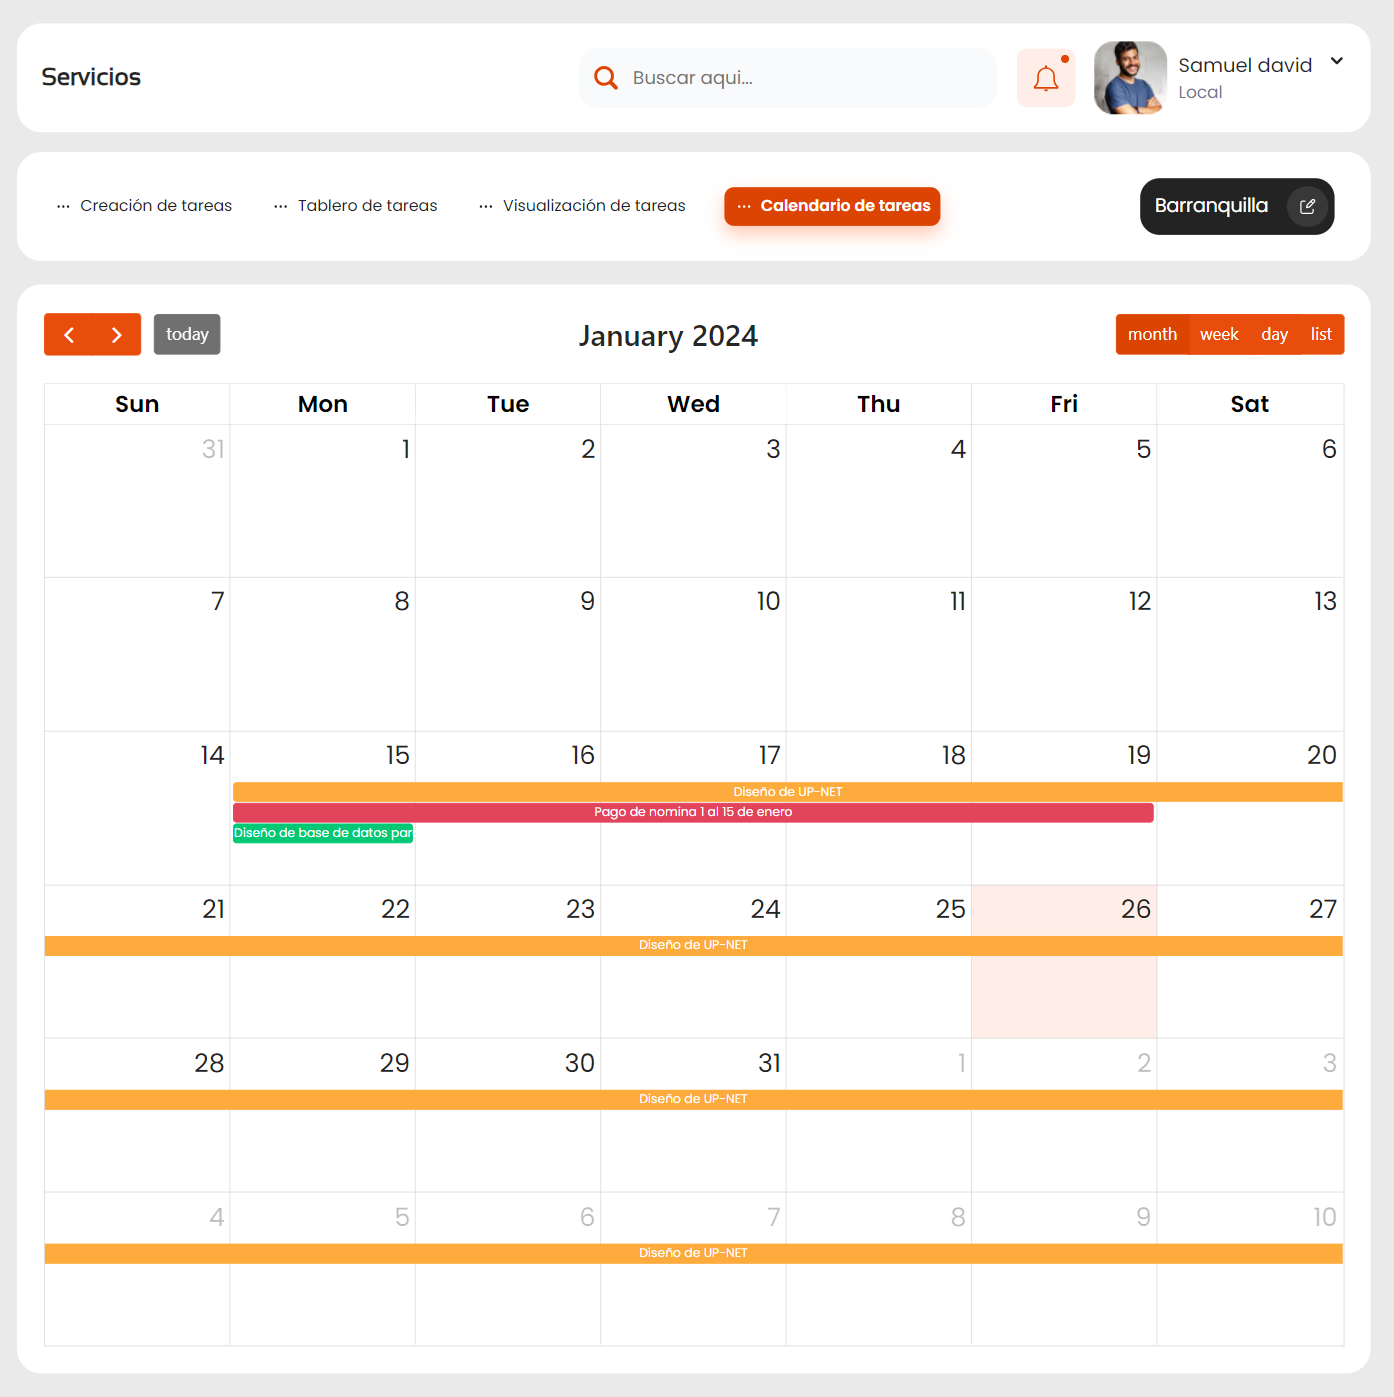 Servicios
Buscar aqui...
Samuel david
Local
Creación de tareas
Tablero de tareas
Visualización de tareas
Calendario de tareas
Barranquilla
today
January 2024
month week day list
Sun Mon Tue Wed Thu Fri Sat
31 1 2 3 4 5 6
7 8 9 10 11 12 13
14 15 16 17 18 19 20
Diseño de UP-NET
Pago de nomina 1 al 15 de enero
Diseño de base de datos par
21 22 23 24 25 26 27
Diseño de UP-NET
28 29 30 31 1 2 3
Diseño de UP-NET
4 5 6 7 8 9 10
Diseño de UP-NET